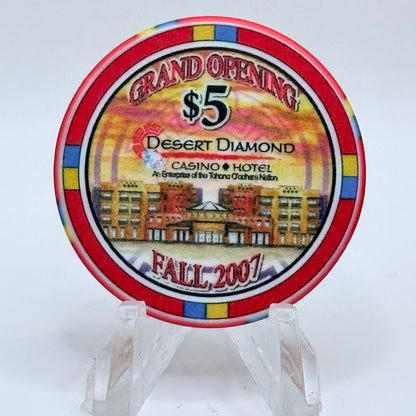 GRAND OPENING
$5
DESERT DIAMOND
CASINO ♦ HOTEL
An Enterprise of the Tohono O'odham Nation
FALL 2007